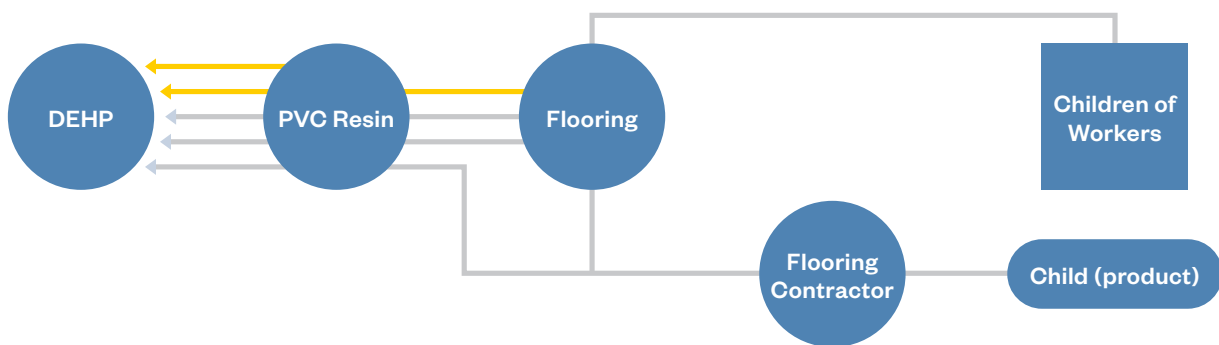 DEHP
PVC Resin
Flooring
Children of
Workers
Flooring
Contractor
Child (product)